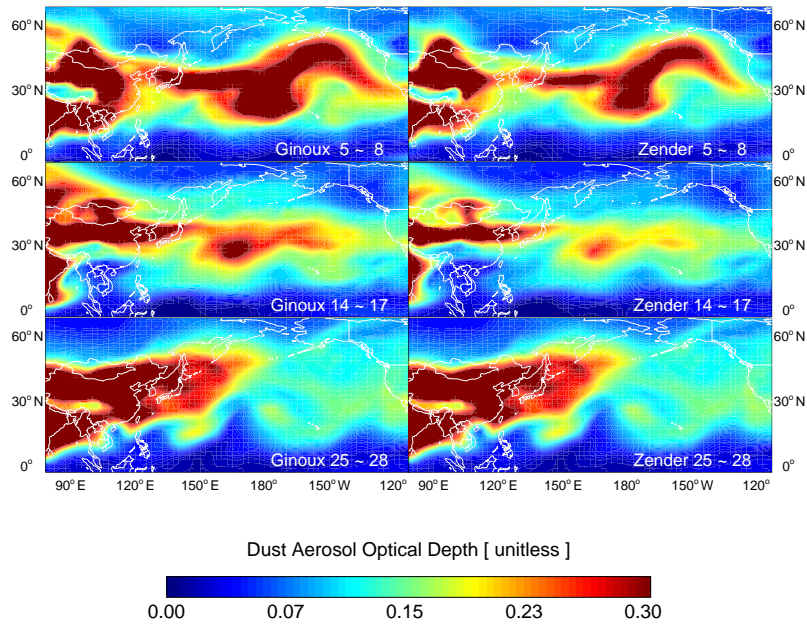 60° N
60° N
30° N
30° N
0°
Ginoux 5 ~ 8
Zender 5 ~ 8
0°
60° N
60° N
30° N
30° N
0°
Ginoux 14 ~ 17
Zender 14 ~ 17
0°
60° N
60° N
30° N
30° N
0°
Ginoux 25 ~ 28
Zender 25 ~ 28
0°
90° E 120° 150° E 180° 150° W 120° 90° E 120° 150° E 180° 150° W 120°
Dust Aerosol Optical Depth [ unitless ]
0.00 0.07 0.15 0.23 0.30